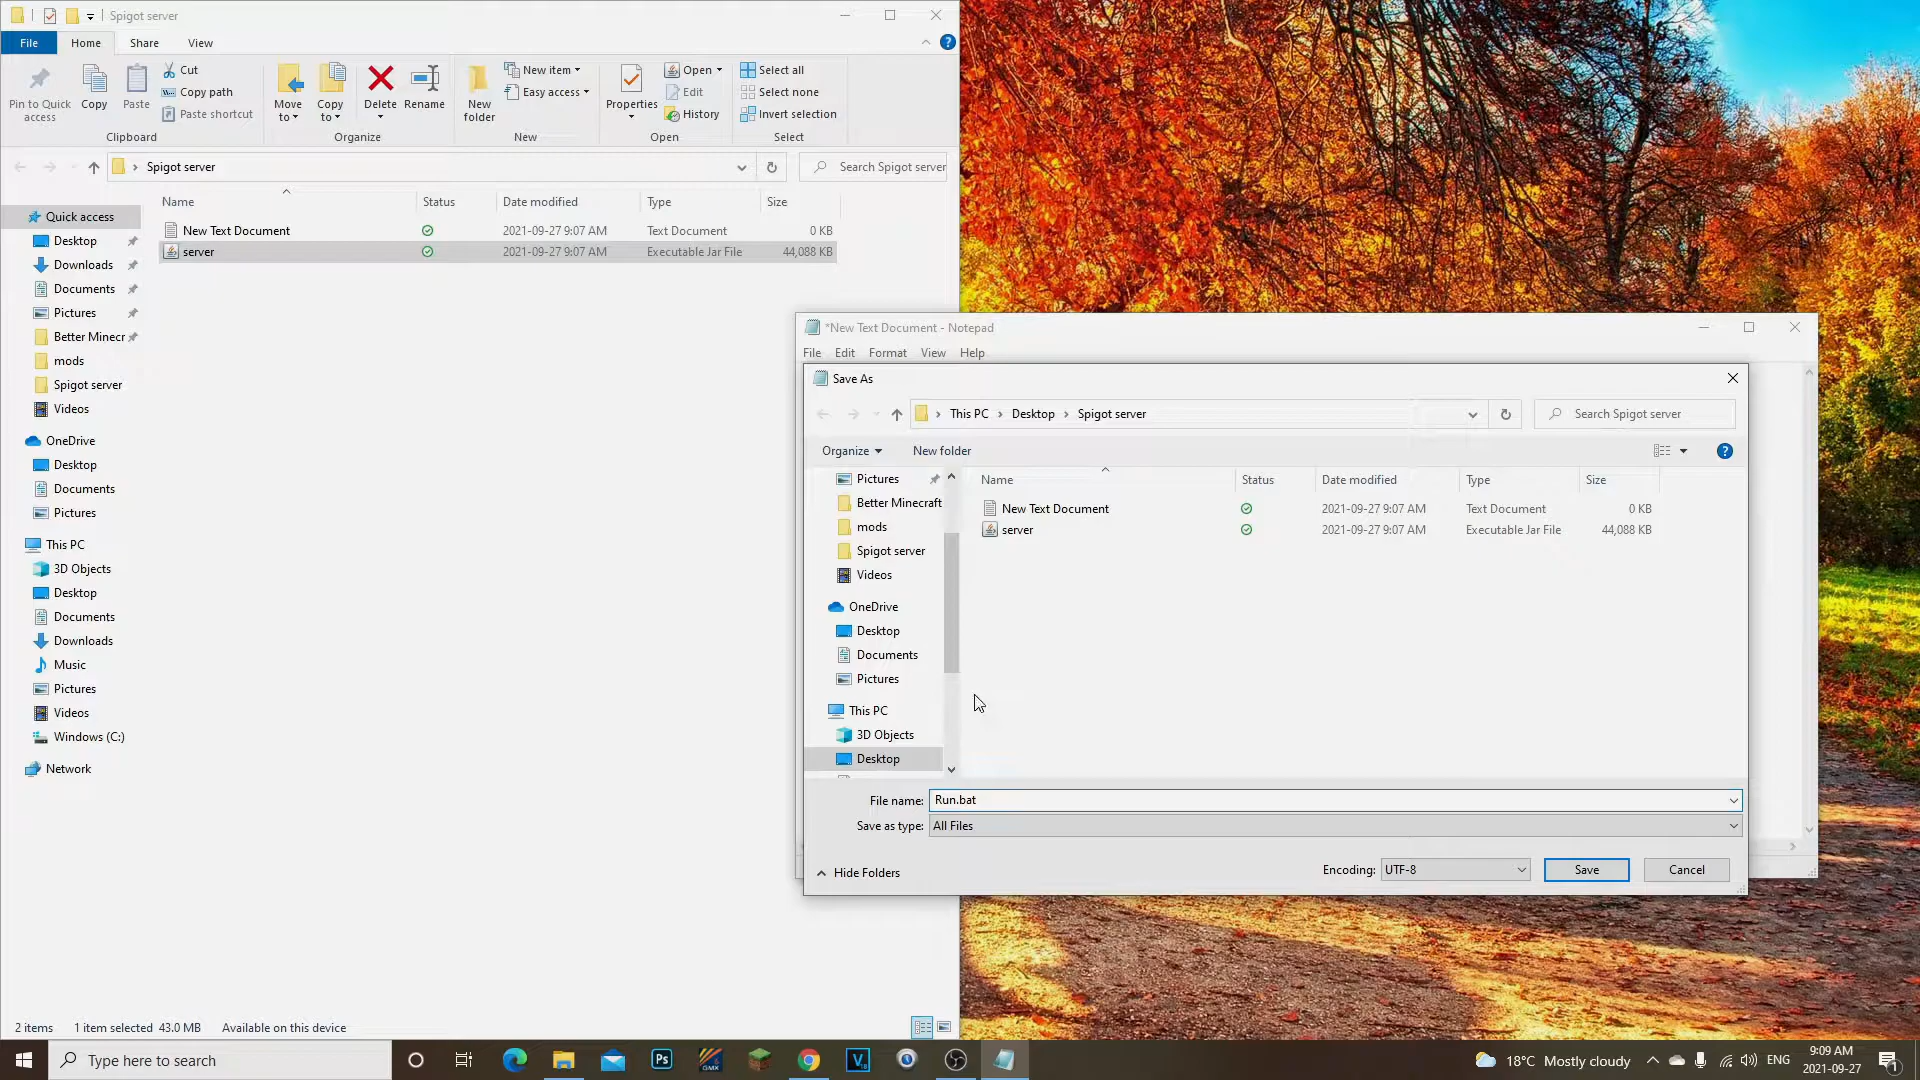 Spigot server
File Home Share View
Pin to Quick access
Copy
Paste
Cut
Copy path
Paste shortcut
Clipboard
Move to
Copy to
Delete
Rename
Organize
New folder
New item
Easy access
New
Properties
Open
Edit
History
Open
Select all
Select none
Invert selection
Select
Spigot server
Search Spigot server
Name Status Date modified Type Size
New Text Document 2021-09-27 9:07 AM Text Document 0 KB
server 2021-09-27 9:07 AM Executable Jar File 44,088 KB
Quick access
Desktop
Downloads
Documents
Pictures
Better Minecr
mods
Spigot server
Videos
OneDrive
Desktop
Documents
Pictures
This PC
3D Objects
Desktop
Documents
Downloads
Music
Pictures
Videos
Windows (C:)
Network
2 items 1 item selected 43.0 MB Available on this device
*New Text Document - Notepad
File Edit Format View Help
Save As
This PC Desktop Spigot server
Search Spigot server
Organize New folder
Name Status Date modified Type Size
New Text Document 2021-09-27 9:07 AM Text Document 0 KB
server 2021-09-27 9:07 AM Executable Jar File 44,088 KB
Pictures
Better Minecraft
mods
Spigot server
Videos
OneDrive
Desktop
Documents
Pictures
This PC
3D Objects
Desktop
File name: Run.bat
Save as type: All Files
Hide Folders
Encoding: UTF-8
Save
Cancel
Type here to search
Ps
GMX
V
18°C Mostly cloudy
ENG
9:09 AM
2021-09-27
1